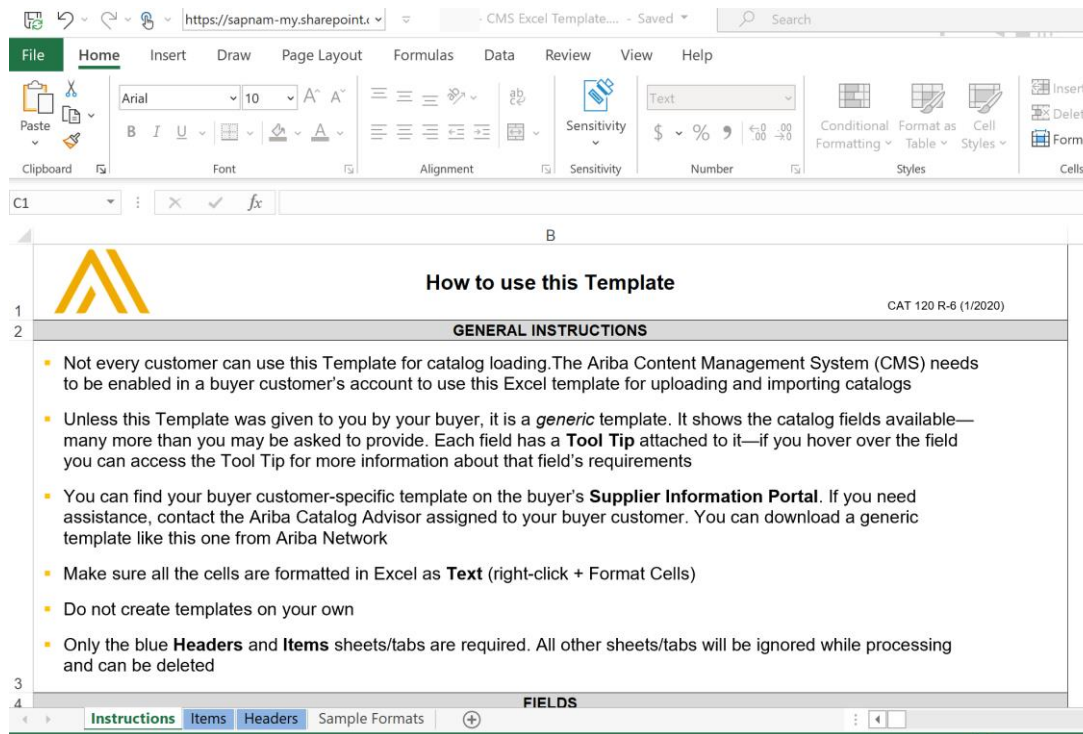 https://sapnam-my.sharepoint.c
- CMS Excel Template.... - Saved
Search
File Home Insert Draw Page Layout Formulas Data Review View Help
Paste
Arial 10
B I U
A
ab
Sensitivity
Text
$ % 9
Conditional Formatting
Format as Table
Cell Styles
Insert
Delet
Form
Clipboard Font Alignment Sensitivity Number Styles Cells
C1 fx
B
How to use this Template
CAT 120 R-6 (1/2020)
1
2 GENERAL INSTRUCTIONS
▪ Not every customer can use this Template for catalog loading.The Ariba Content Management System (CMS) needs
to be enabled in a buyer customer’s account to use this Excel template for uploading and importing catalogs
▪ Unless this Template was given to you by your buyer, it is a generic template. It shows the catalog fields available—
many more than you may be asked to provide. Each field has a Tool Tip attached to it—if you hover over the field
you can access the Tool Tip for more information about that field’s requirements
▪ You can find your buyer customer-specific template on the buyer’s Supplier Information Portal. If you need
assistance, contact the Ariba Catalog Advisor assigned to your buyer customer. You can download a generic
template like this one from Ariba Network
▪ Make sure all the cells are formatted in Excel as Text (right-click + Format Cells)
▪ Do not create templates on your own
▪ Only the blue Headers and Items sheets/tabs are required. All other sheets/tabs will be ignored while processing
and can be deleted
3
4 FIELDS
Instructions Items Headers Sample Formats